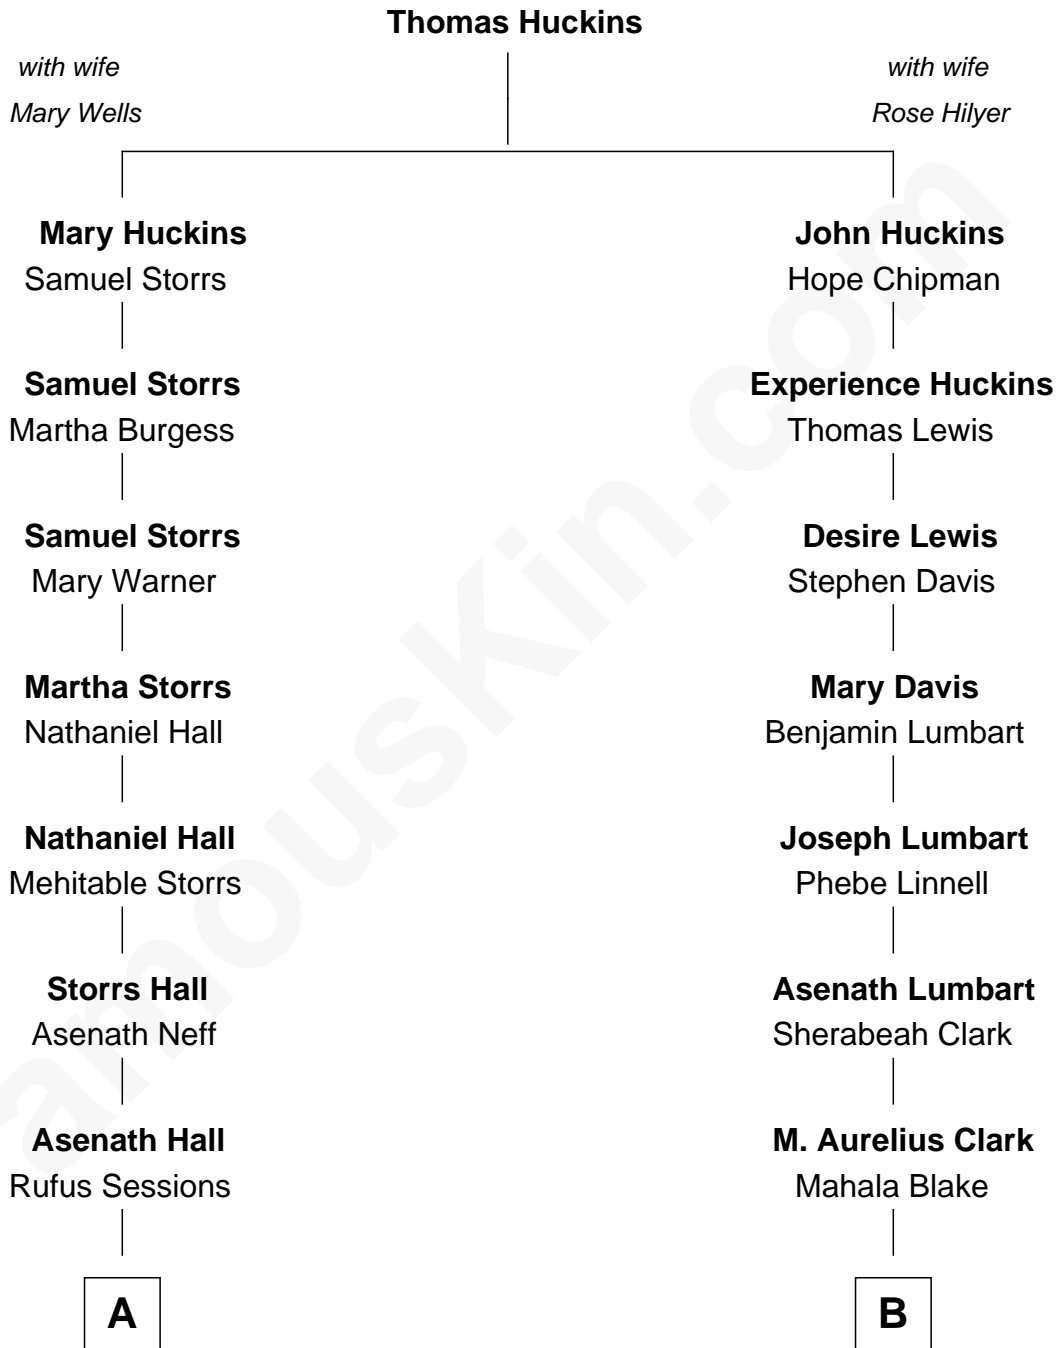 Thomas Huckins
with wife
Mary Wells
with wife
Rose Hilyer
Mary Huckins
Samuel Storrs
John Huckins
Hope Chipman
Samuel Storrs
Martha Burgess
Experience Huckins
Thomas Lewis
Samuel Storrs
Mary Warner
Desire Lewis
Stephen Davis
Martha Storrs
Nathaniel Hall
Mary Davis
Benjamin Lumbart
Nathaniel Hall
Mehitable Storrs
Joseph Lumbart
Phebe Linnell
Storrs Hall
Asenath Neff
Asenath Lumbart
Sherabeah Clark
Asenath Hall
Rufus Sessions
M. Aurelius Clark
Mahala Blake
A
B
amouskin.com